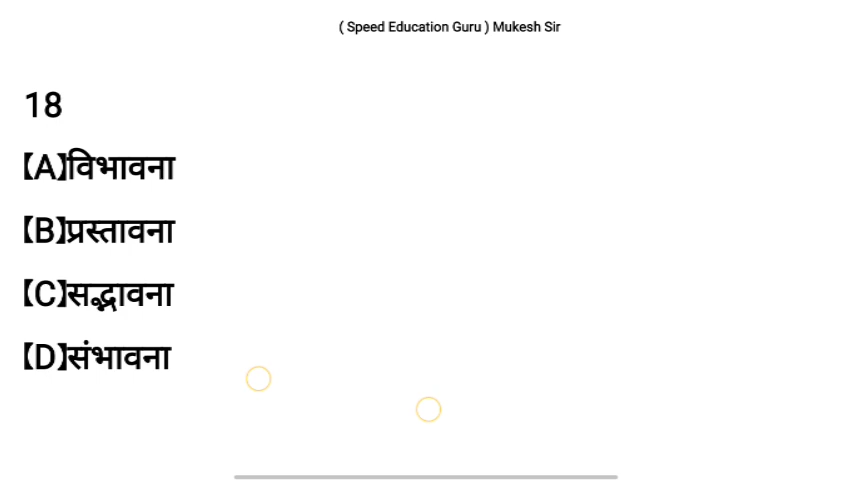 ( Speed Education Guru ) Mukesh Sir
18
【A】विभावना
【B】प्रस्तावना
【C】सद्भावना
【D】संभावना